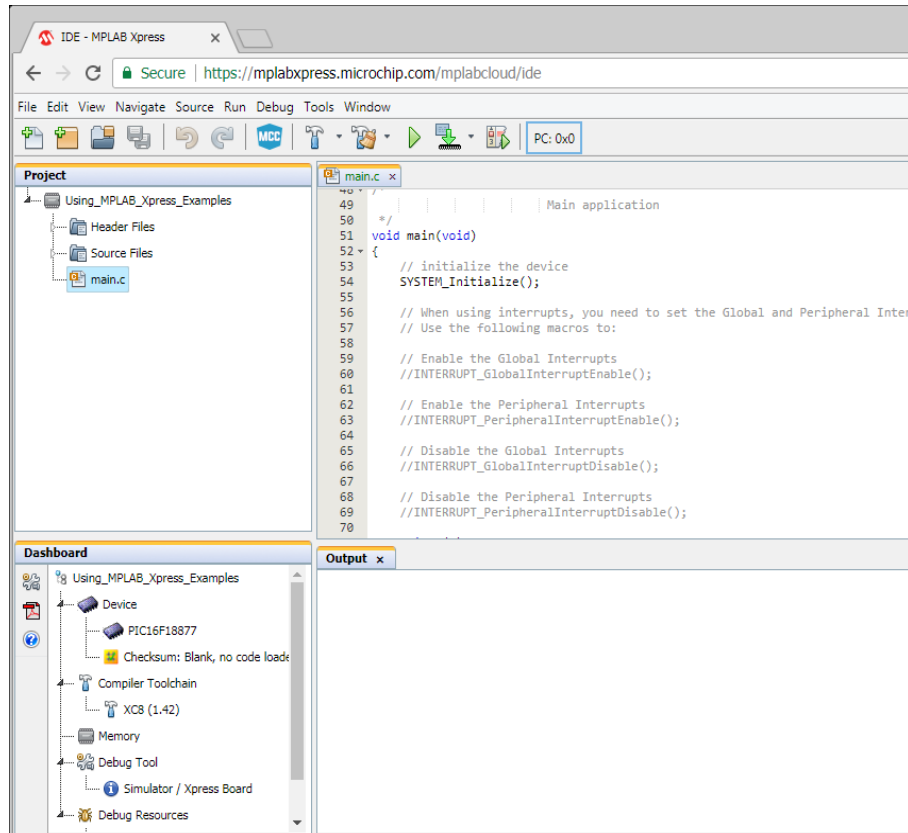 IDE - MPLAB Xpress
Secure | https://mplabxpress.microchip.com/mplabcloud/ide
File Edit View Navigate Source Run Debug Tools Window
MCC
PC: 0x0
Project
Using_MPLAB_Xpress_Examples
Header Files
Source Files
main.c
main.c x
48 /*
49 Main application
50 */
51 void main(void)
52 {
53 // initialize the device
54 SYSTEM_Initialize();
55
56 // When using interrupts, you need to set the Global and Peripheral Inter
57 // Use the following macros to:
58
59 // Enable the Global Interrupts
60 //INTERRUPT_GlobalInterruptEnable();
61
62 // Enable the Peripheral Interrupts
63 //INTERRUPT_PeripheralInterruptEnable();
64
65 // Disable the Global Interrupts
66 //INTERRUPT_GlobalInterruptDisable();
67
68 // Disable the Peripheral Interrupts
69 //INTERRUPT_PeripheralInterruptDisable();
70
Dashboard
Using_MPLAB_Xpress_Examples
Device
PIC16F18877
Checksum: Blank, no code loade
Compiler Toolchain
XC8 (1.42)
Memory
Debug Tool
Simulator / Xpress Board
Debug Resources
Output x